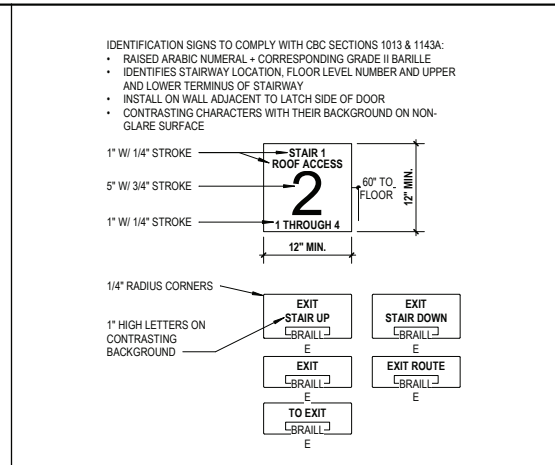 IDENTIFICATION SIGNS TO COMPLY WITH CBC SECTIONS 1013 & 1143A:
• RAISED ARABIC NUMERAL + CORRESPONDING GRADE II BARILLE
• IDENTIFIES STAIRWAY LOCATION, FLOOR LEVEL NUMBER AND UPPER
AND LOWER TERMINUS OF STAIRWAY
• INSTALL ON WALL ADJACENT TO LATCH SIDE OF DOOR
• CONTRASTING CHARACTERS WITH THEIR BACKGROUND ON NON-
GLARE SURFACE
1" W/ 1/4" STROKE
5" W/ 3/4" STROKE
1" W/ 1/4" STROKE
STAIR 1
ROOF ACCESS
2
1 THROUGH 4
60" TO
FLOOR
12" MIN.
12" MIN.
1/4" RADIUS CORNERS
1" HIGH LETTERS ON
CONTRASTING
BACKGROUND
EXIT
STAIR UP
BRAILL
E
EXIT
STAIR DOWN
BRAILL
E
EXIT
BRAILL
E
EXIT ROUTE
BRAILL
E
TO EXIT
BRAILL
E